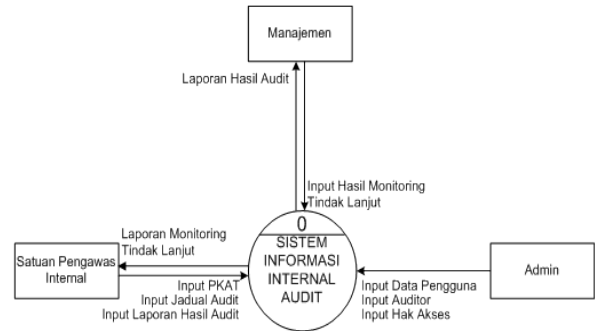 Manajemen
Laporan Hasil Audit
Input Hasil Monitoring
Tindak Lanjut
0
SISTEM
INFORMASI
INTERNAL
AUDIT
Laporan Monitoring
Tindak Lanjut
Satuan Pengawas
Internal
Input PKAT
Input Jadual Audit
Input Laporan Hasil Audit
Admin
Input Data Pengguna
Input Auditor
Input Hak Akses